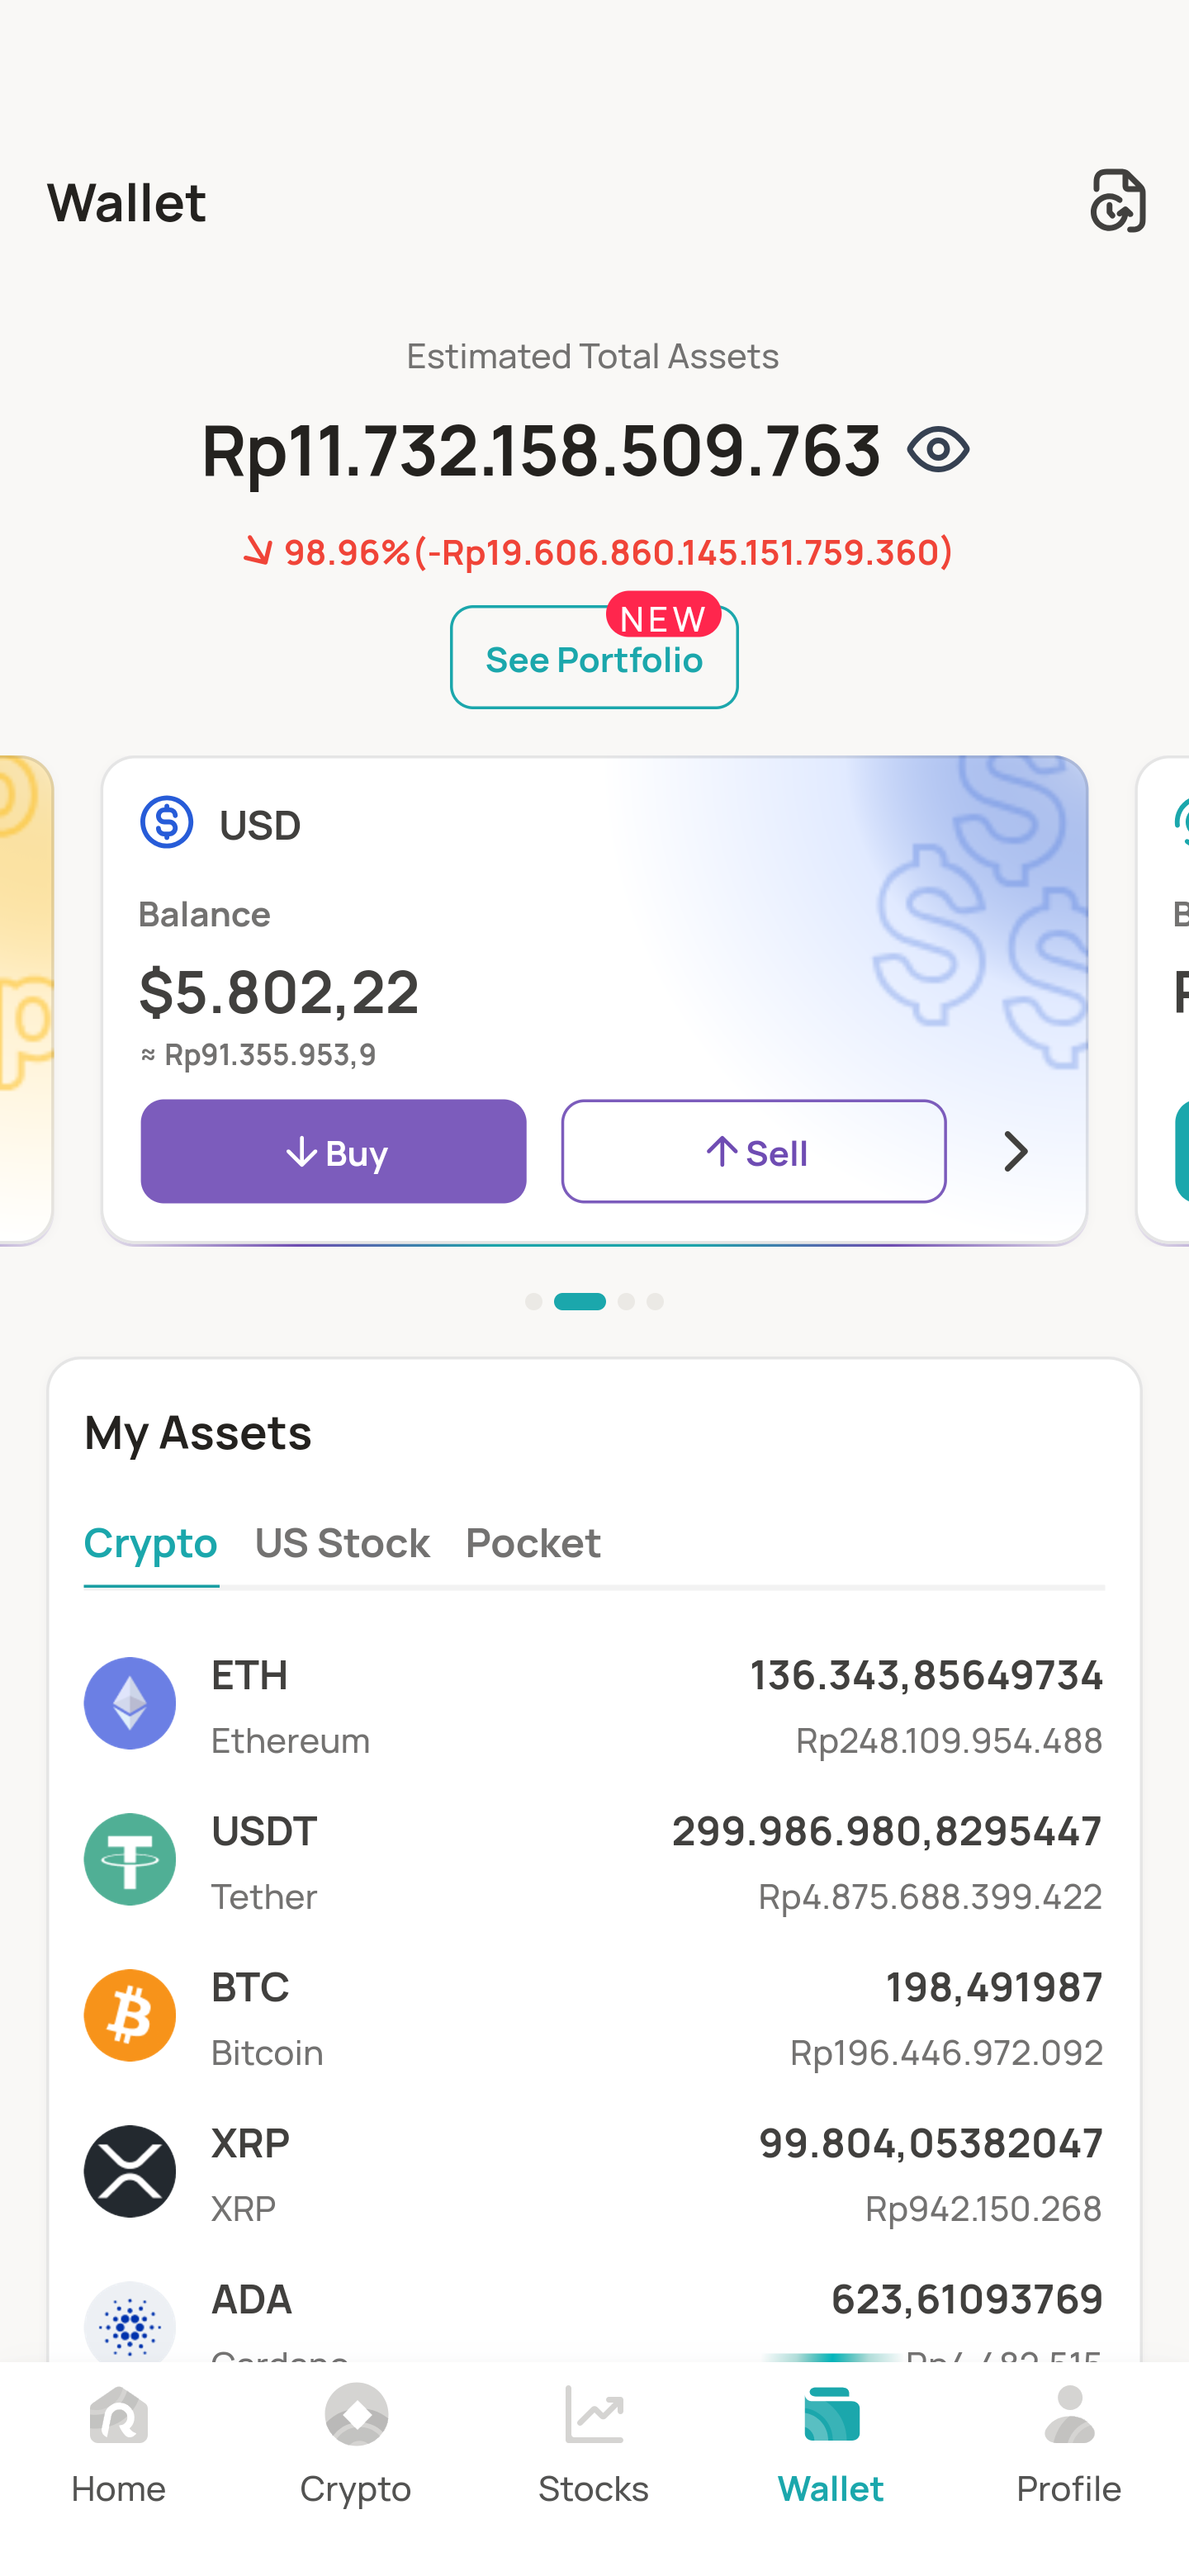 Wallet
Estimated Total Assets
Rp11.732.158.509.763
98.96%(-Rp19.606.860.145.151.759.360)
NEW
See Portfolio
USD
Balance
$5.802,22
≈ Rp91.355.953,9
Buy
Sell
My Assets
Crypto US Stock Pocket
ETH 136.343,85649734
Ethereum Rp248.109.954.488
USDT 299.986.980,8295447
Tether Rp4.875.688.399.422
BTC 198,491987
Bitcoin Rp196.446.972.092
XRP 99.804,05382047
XRP Rp942.150.268
ADA 623,61093769
Cardano Rp4.482.515
Home Crypto Stocks Wallet Profile